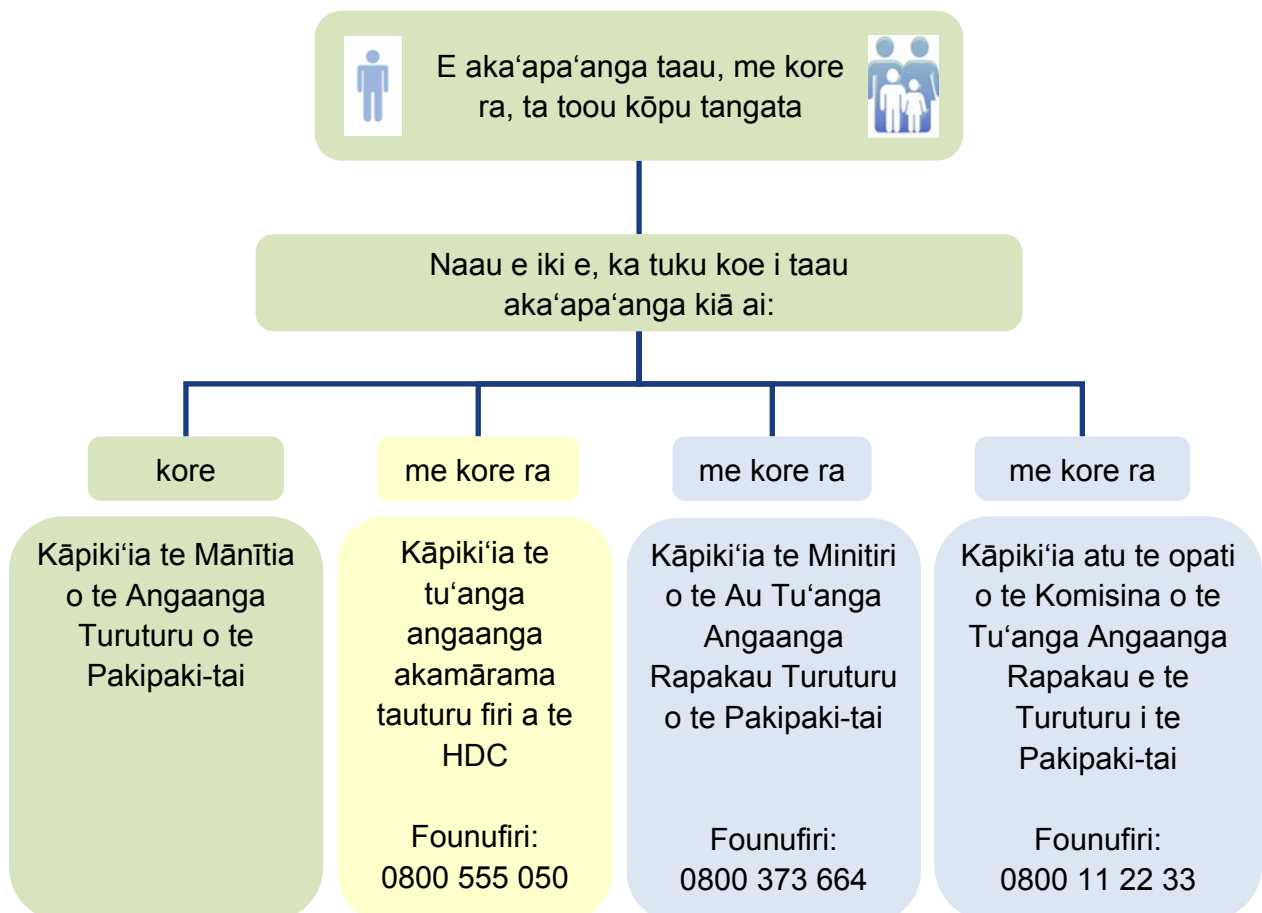 E aka‘apa‘anga taau, me kore
ra, ta toou kōpu tangata
Naau e iki e, ka tuku koe i taau
aka‘apa‘anga kiā ai:
kore
Kāpiki‘ia te Mānītia
o te Angaanga
Turuturu o te
Pakipaki-tai
me kore ra
Kāpiki‘ia te
tu‘anga
angaanga
akamārama
tauturu firi a te
HDC
Founufiri:
0800 555 050
me kore ra
Kāpiki‘ia te Minitiri
o te Au Tu‘anga
Angaanga
Rapakau Turuturu
o te Pakipaki-tai
Founufiri:
0800 373 664
me kore ra
Kāpiki‘ia atu te opati
o te Komisina o te
Tu‘anga Angaanga
Rapakau e te
Turuturu i te
Pakipaki-tai
Founufiri:
0800 11 22 33